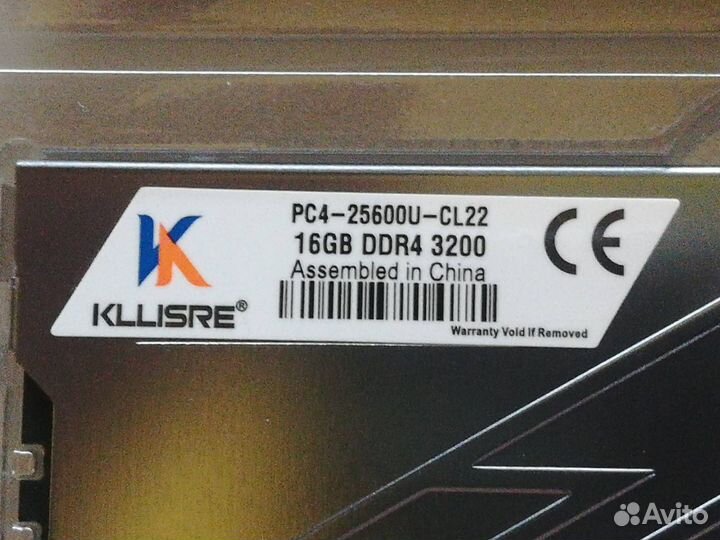 PC4-25600U-CL22
16GB DDR4 3200
Assembled in China
KLLISRE®
Warranty Void If Removed
CE
Avito